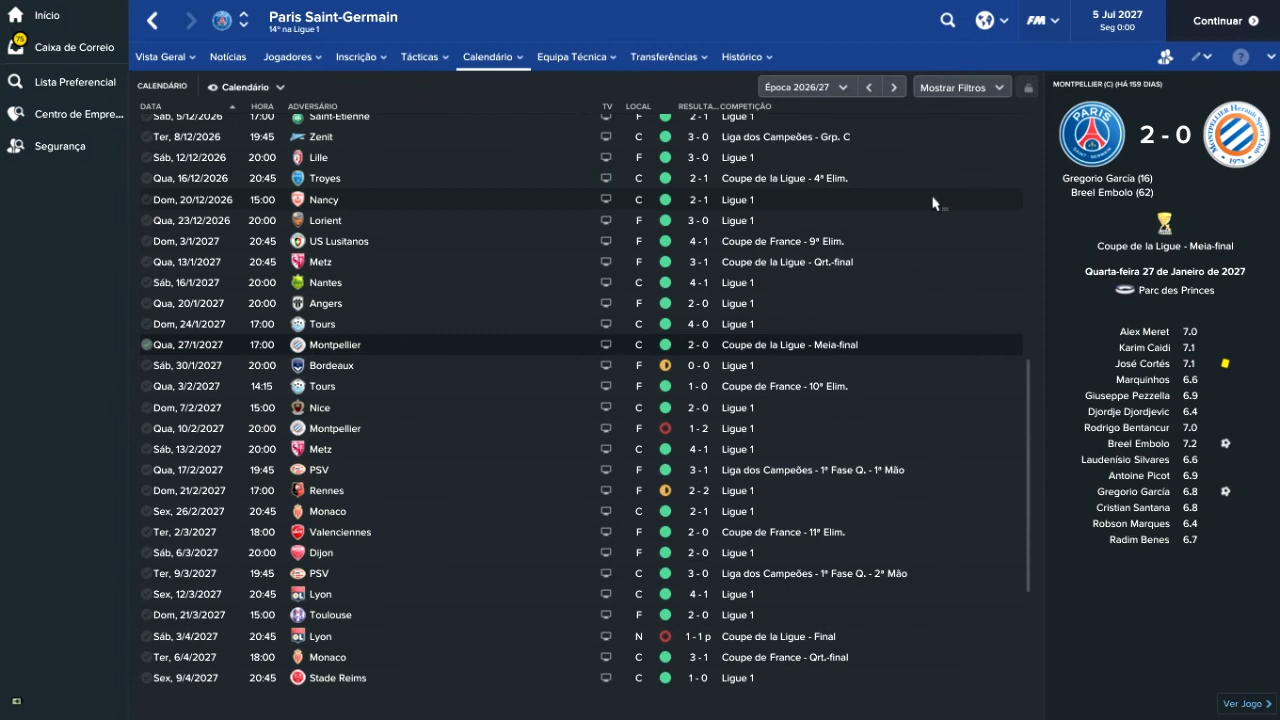 Início
75
Caixa de Correio
Lista Preferencial
Centro de Empre...
Segurança
Paris Saint-Germain
14º na Ligue 1
FM
5 Jul 2027
Seg 0:00
Continuar
Vista Geral Notícias Jogadores Inscrição Tácticas Calendário Equipa Técnica Transferências Histórico
CALENDÁRIO Calendário Época 2026/27 Mostrar Filtros
DATA HORA ADVERSÁRIO TV LOCAL RESULTA... COMPETIÇÃO
Sáb, 5/12/2026 17:00 Saint-Étienne F 2 - 1 Ligue 1
Ter, 8/12/2026 19:45 Zenit C 3 - 0 Liga dos Campeões - Grp. C
Sáb, 12/12/2026 20:00 Lille F 3 - 0 Ligue 1
Qua, 16/12/2026 20:45 Troyes C 2 - 1 Coupe de la Ligue - 4ª Elim.
Dom, 20/12/2026 15:00 Nancy C 2 - 1 Ligue 1
Qua, 23/12/2026 20:00 Lorient F 3 - 0 Ligue 1
Dom, 3/1/2027 20:45 US Lusitanos F 4 - 1 Coupe de France - 9ª Elim.
Qua, 13/1/2027 20:45 Metz F 3 - 1 Coupe de la Ligue - Qrt.-final
Sáb, 16/1/2027 20:00 Nantes C 4 - 1 Ligue 1
Qua, 20/1/2027 20:00 Angers F 2 - 0 Ligue 1
Dom, 24/1/2027 17:00 Tours C 4 - 0 Ligue 1
Qua, 27/1/2027 17:00 Montpellier C 2 - 0 Coupe de la Ligue - Meia-final
Sáb, 30/1/2027 20:00 Bordeaux F 0 - 0 Ligue 1
Qua, 3/2/2027 14:15 Tours F 1 - 0 Coupe de France - 10ª Elim.
Dom, 7/2/2027 15:00 Nice C 2 - 0 Ligue 1
Qua, 10/2/2027 20:00 Montpellier F 1 - 2 Ligue 1
Sáb, 13/2/2027 20:00 Metz C 4 - 1 Ligue 1
Qua, 17/2/2027 19:45 PSV F 3 - 1 Liga dos Campeões - 1ª Fase Q. - 1ª Mão
Dom, 21/2/2027 17:00 Rennes F 2 - 2 Ligue 1
Sex, 26/2/2027 20:45 Monaco C 2 - 1 Ligue 1
Ter, 2/3/2027 18:00 Valenciennes F 2 - 0 Coupe de France - 11ª Elim.
Sáb, 6/3/2027 20:00 Dijon F 2 - 0 Ligue 1
Ter, 9/3/2027 19:45 PSV C 3 - 0 Liga dos Campeões - 1ª Fase Q. - 2ª Mão
Sex, 12/3/2027 20:45 Lyon C 4 - 1 Ligue 1
Dom, 21/3/2027 15:00 Toulouse F 2 - 0 Ligue 1
Sáb, 3/4/2027 20:45 Lyon N 1 - 1 p Coupe de la Ligue - Final
Ter, 6/4/2027 18:00 Monaco C 3 - 1 Coupe de France - Qrt.-final
Sex, 9/4/2027 20:45 Stade Reims C 1 - 0 Ligue 1
MONTPELLIER (C) (HÁ 159 DIAS)
PARIS
2 - 0
1974
Gregorio García (16)
Breel Embolo (62)
Coupe de la Ligue - Meia-final
Quarta-feira 27 de Janeiro de 2027
Parc des Princes
Alex Meret 7.0
Karim Caidi 7.1
José Cortés 7.1
Marquinhos 6.6
Giuseppe Pezzella 6.9
Djordje Djordjevic 6.4
Rodrigo Bentancur 7.0
Breel Embolo 7.2
Laudenísio Silvares 6.6
Antoine Picot 6.9
Gregorio García 6.8
Cristian Santana 6.8
Robson Marques 6.4
Radim Benes 6.7
Ver Jogo